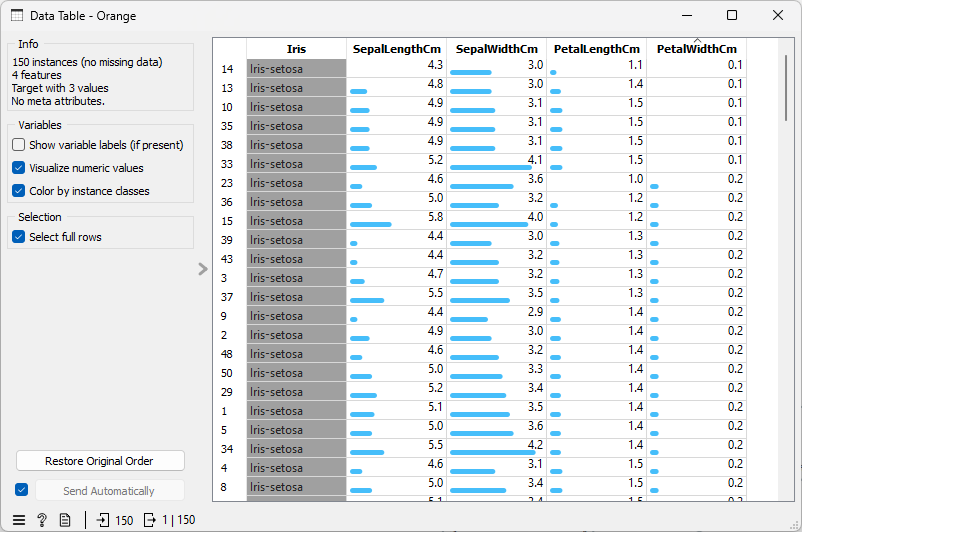 Data Table - Orange
Info
150 instances (no missing data)
4 features
Target with 3 values
No meta attributes.
Variables
Show variable labels (if present)
Visualize numeric values
Color by instance classes
Selection
Select full rows
Restore Original Order
Send Automatically
150 1 | 150
Iris SepalLengthCm SepalWidthCm PetalLengthCm PetalWidthCm
14 Iris-setosa 4.3 3.0 1.1 0.1
13 Iris-setosa 4.8 3.0 1.4 0.1
10 Iris-setosa 4.9 3.1 1.5 0.1
35 Iris-setosa 4.9 3.1 1.5 0.1
38 Iris-setosa 4.9 3.1 1.5 0.1
33 Iris-setosa 5.2 4.1 1.5 0.1
23 Iris-setosa 4.6 3.6 1.0 0.2
36 Iris-setosa 5.0 3.2 1.2 0.2
15 Iris-setosa 5.8 4.0 1.2 0.2
39 Iris-setosa 4.4 3.0 1.3 0.2
43 Iris-setosa 4.4 3.2 1.3 0.2
3 Iris-setosa 4.7 3.2 1.3 0.2
37 Iris-setosa 5.5 3.5 1.3 0.2
9 Iris-setosa 4.4 2.9 1.4 0.2
2 Iris-setosa 4.9 3.0 1.4 0.2
48 Iris-setosa 4.6 3.2 1.4 0.2
50 Iris-setosa 5.0 3.3 1.4 0.2
29 Iris-setosa 5.2 3.4 1.4 0.2
1 Iris-setosa 5.1 3.5 1.4 0.2
5 Iris-setosa 5.0 3.6 1.4 0.2
34 Iris-setosa 5.5 4.2 1.4 0.2
4 Iris-setosa 4.6 3.1 1.5 0.2
8 Iris-setosa 5.0 3.4 1.5 0.2